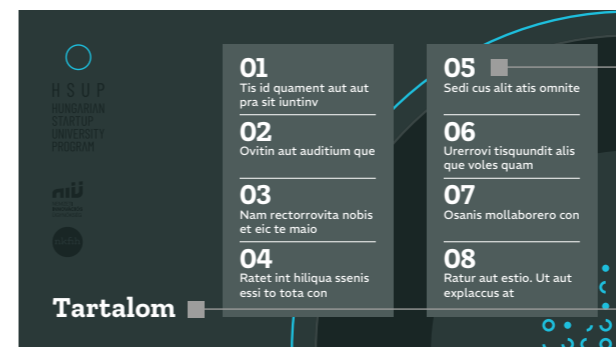 HSUP
HUNGARIAN
STARTUP
UNIVERSITY
PROGRAM
niü
Tartalom
01
Tis id quament aut aut
pra sit iuntinv
02
Ovitin aut auditium que
03
Nam rectorrovita nobis
et eic te maio
04
Ratet int hiliqua ssenis
essi to tota con
05
Sedi cus alit atis omnite
06
Urerrovi tisquundit alis
que voles quam
07
Osanis mollaborero con
08
Ratur aut estio. Ut aut
explaccus at